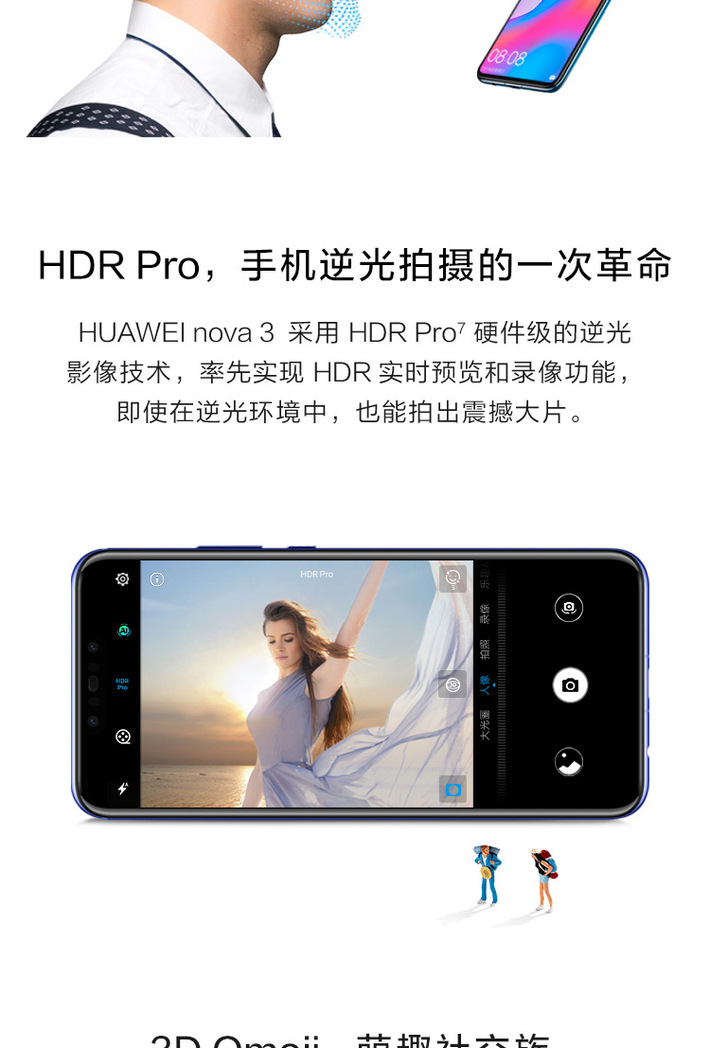 08:08
HDR Pro，手机逆光拍摄的一次革命
HUAWEI nova 3 采用 HDR Pro⁷ 硬件级的逆光
影像技术，率先实现 HDR 实时预览和录像功能，
即使在逆光环境中，也能拍出震撼大片。
HDR Pro
AI
HDR
Pro
大光圈
人像
拍照
录像
3D Qmoji，萌趣社交族